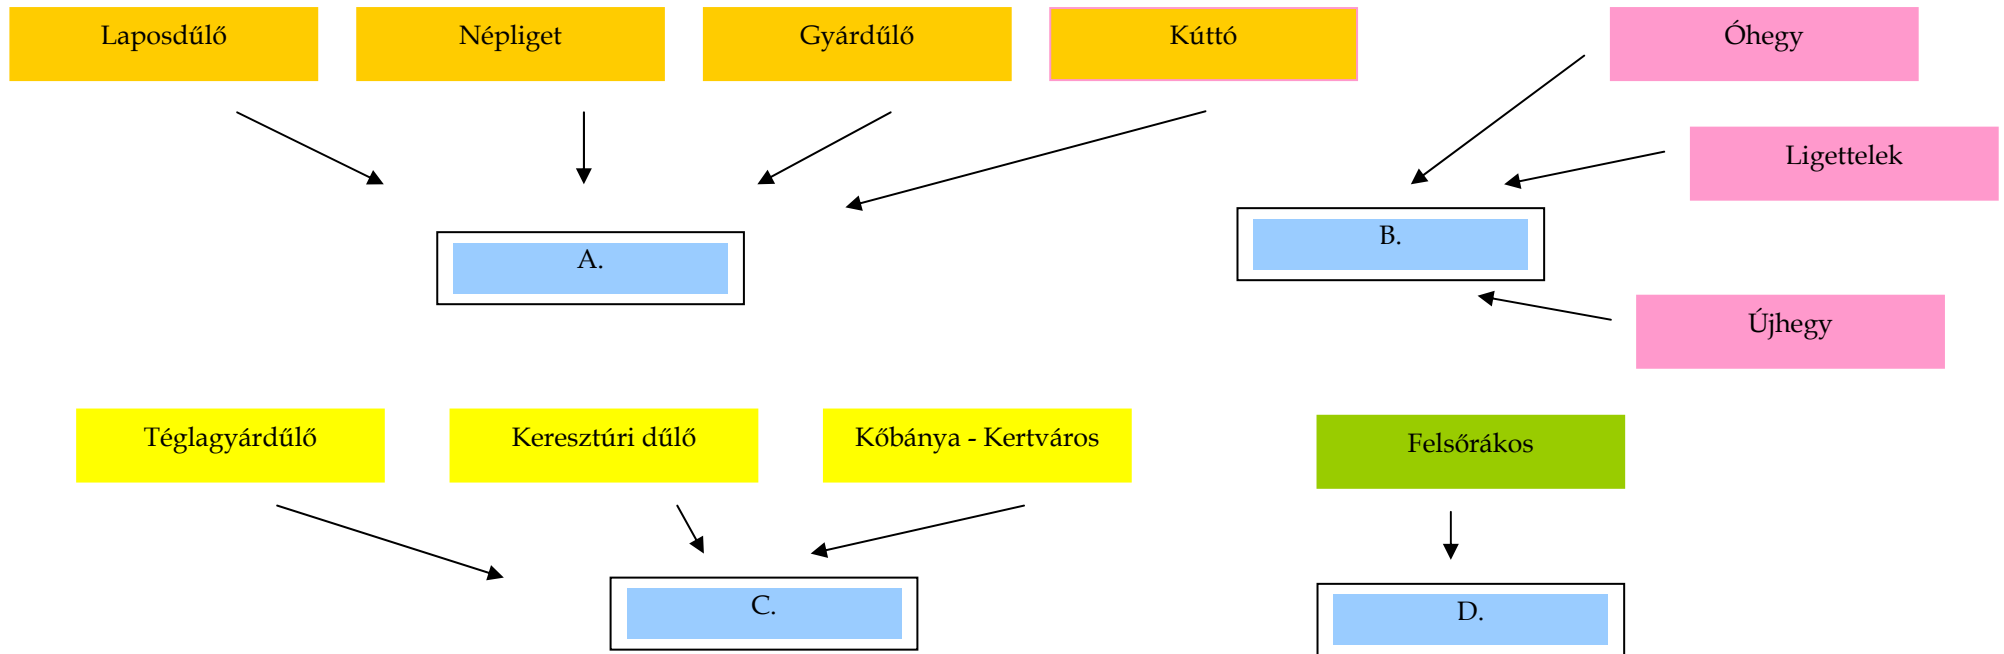 Laposdűlő
Népliget
Gyárdűlő
Kúttó
Óhegy
Ligettelek
A.
B.
Újhegy
Téglagyárdűlő
Keresztúri dűlő
Kőbánya - Kertváros
Felsőrákos
C.
D.